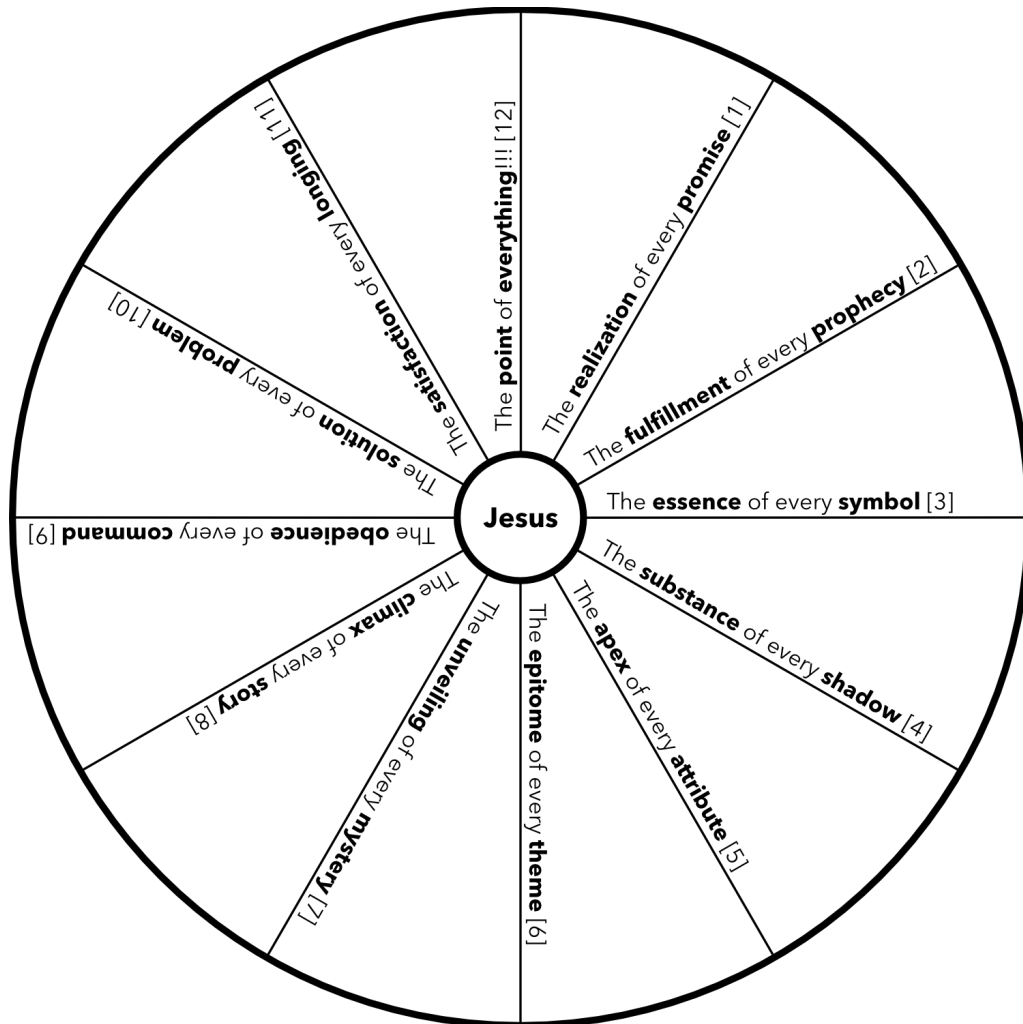 Jesus
The realization of every promise [1]
The fulfillment of every prophecy [2]
The essence of every symbol [3]
The substance of every shadow [4]
The apex of every attribute [5]
The epitome of every theme [6]
The unveiling of every mystery [7]
The climax of every story [8]
The obedience of every command [9]
The solution of every problem [10]
The satisfaction of every longing [11]
The point of everything!!! [12]